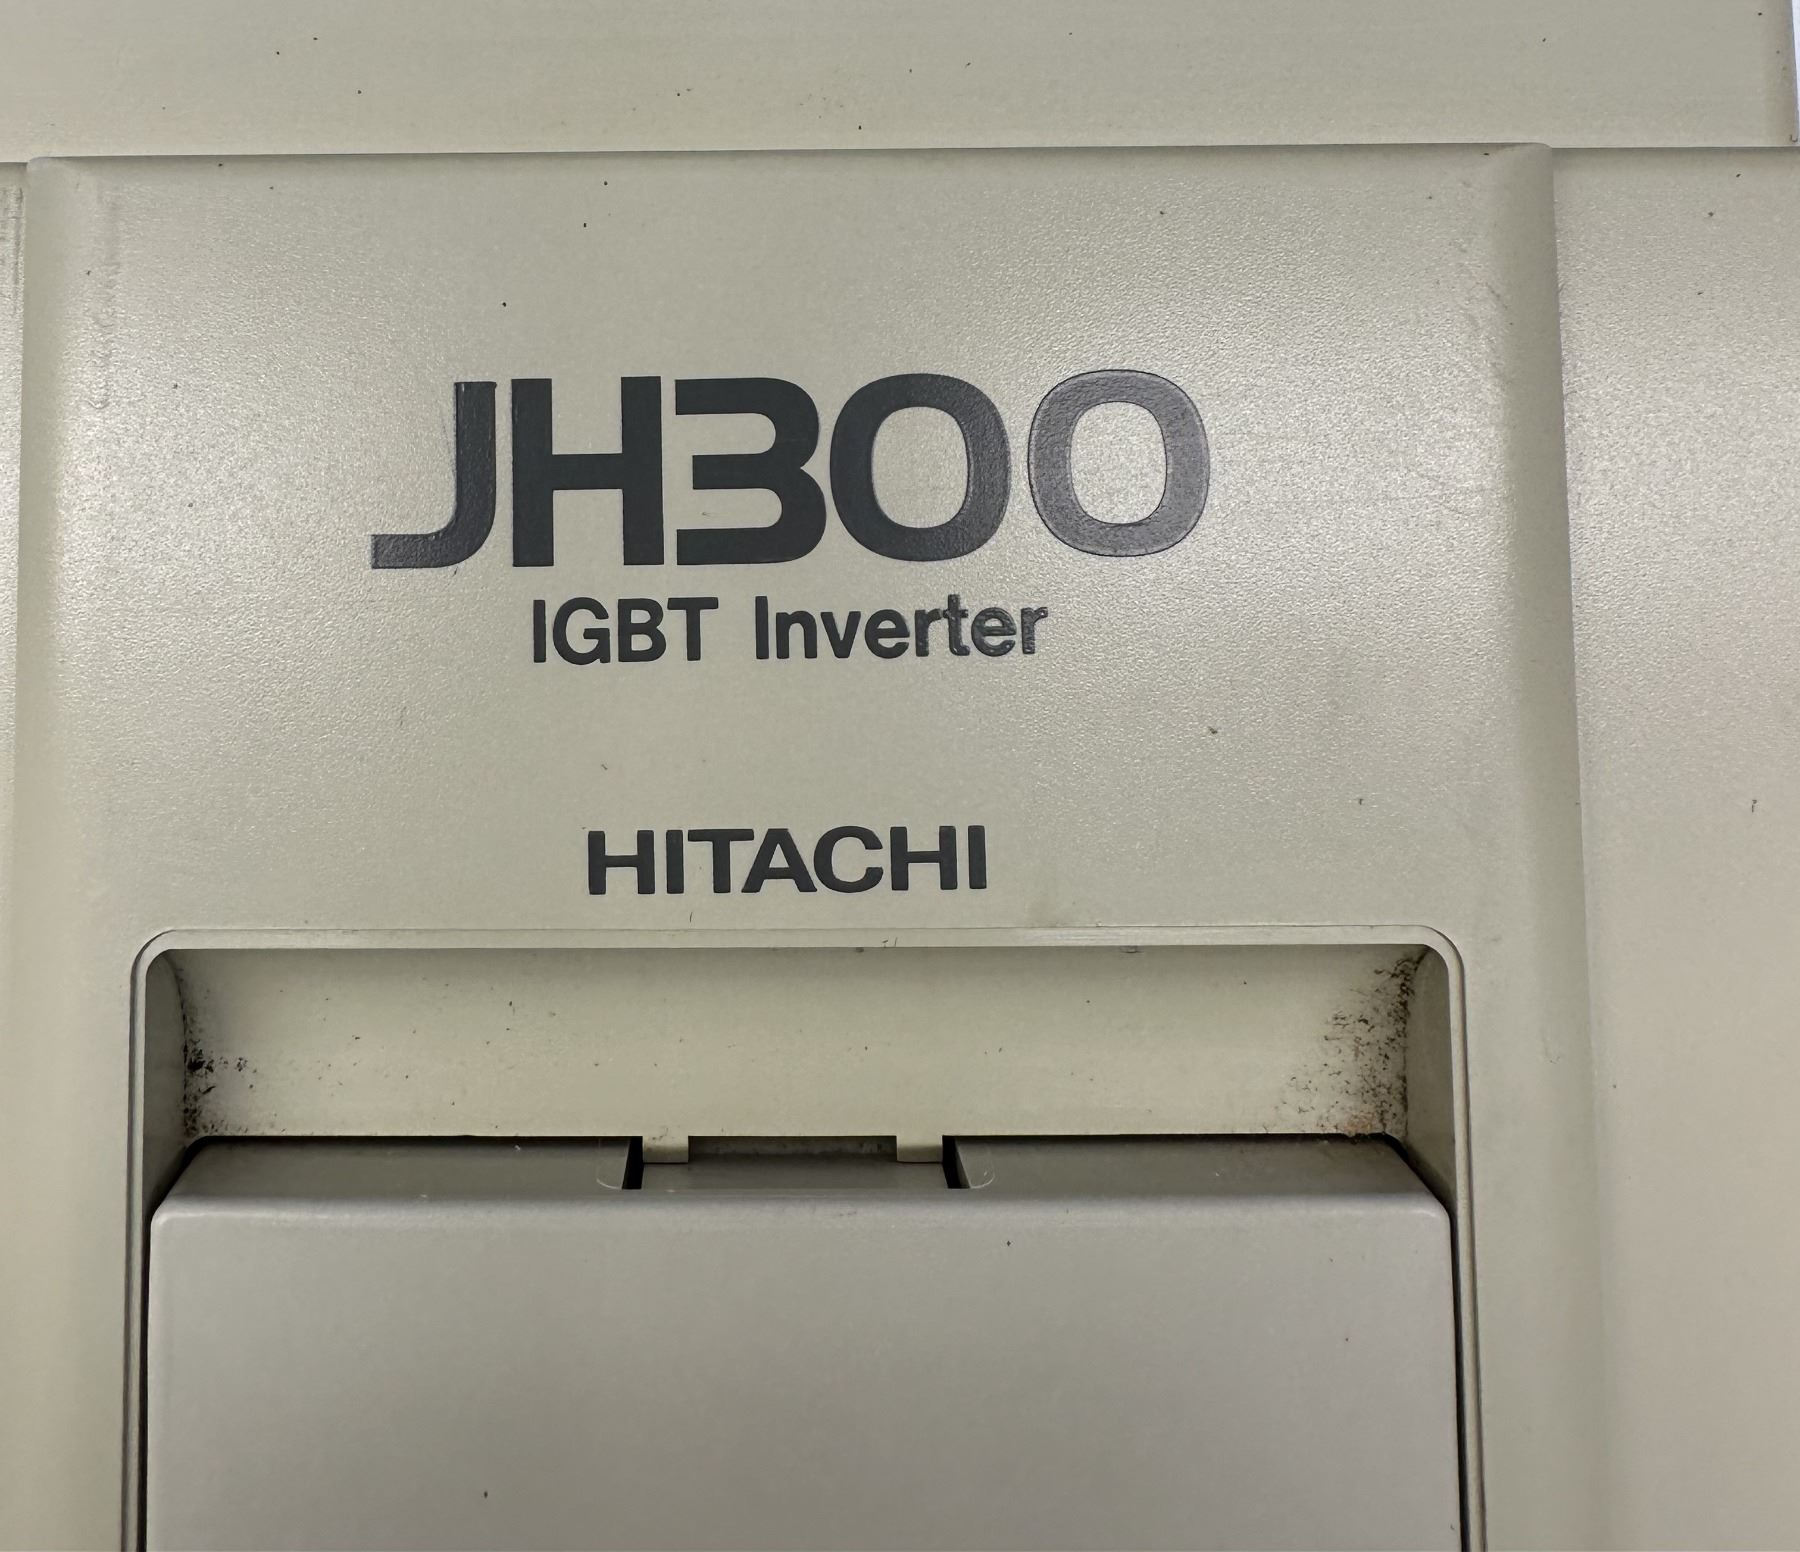 JH300
IGBT Inverter
HITACHI